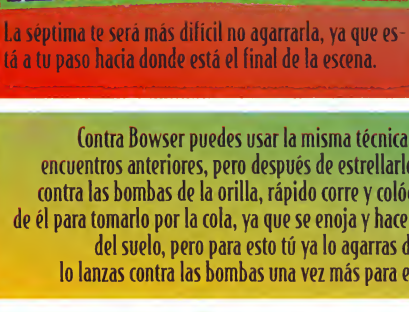 La séptima te será más difícil no agarrarla, ya que es-
tá a tu paso hacia donde está el final de la escena.
Contra Bowser puedes usar la misma técnica
encuentros anteriores, pero después de estrellarl
contra las bombas de la orilla, rápido corre y coló
de él para tomarlo por la cola, ya que se enoja y hace
del suelo, pero para esto tú ya lo agarras d
lo lanzas contra las bombas una vez más para e